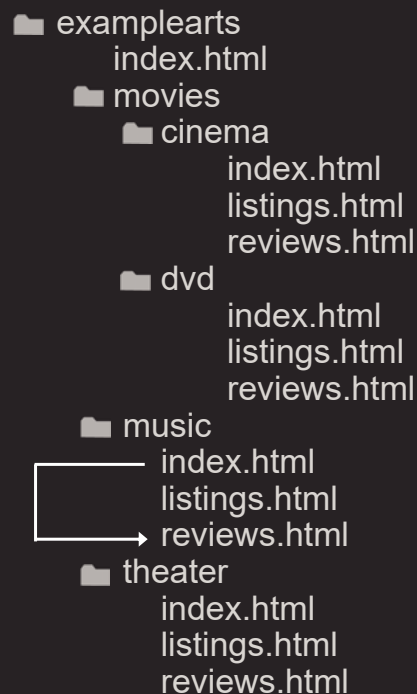 examplearts
index.html
movies
cinema
index.html
listings.html
reviews.html
dvd
index.html
listings.html
reviews.html
music
index.html
listings.html
reviews.html
theater
index.html
listings.html
reviews.html